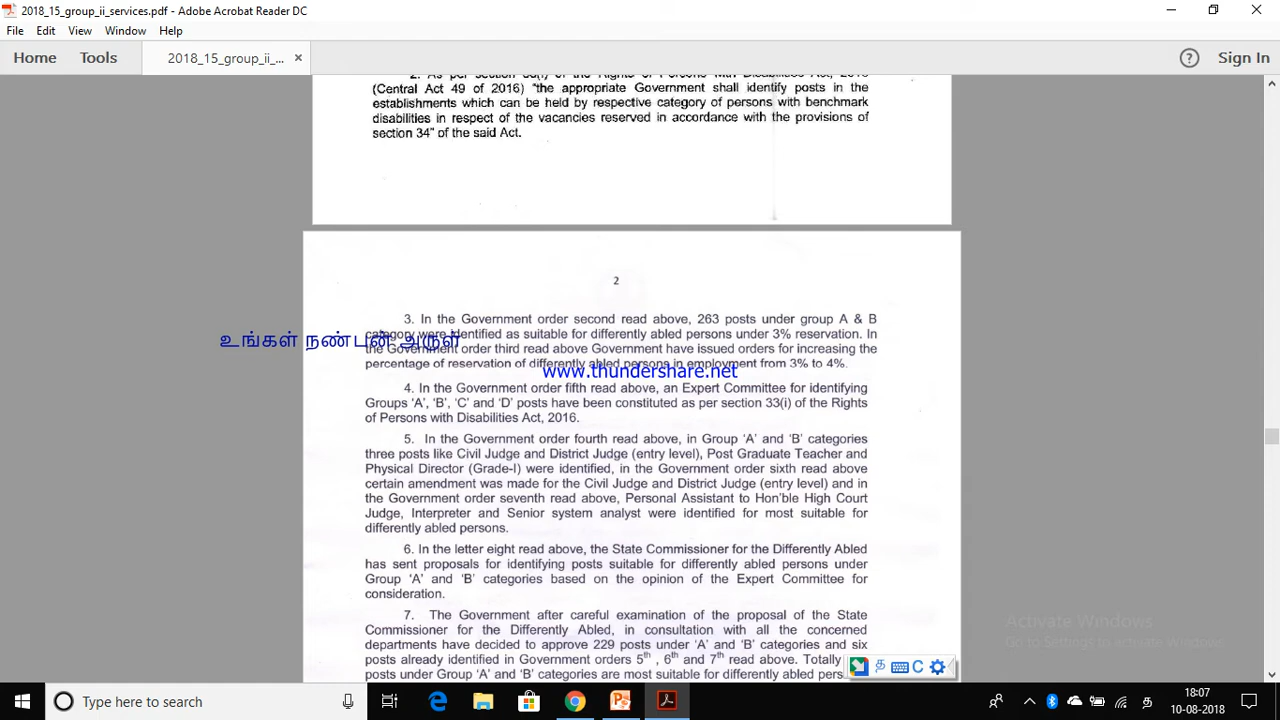 2018_15_group_ii_services.pdf - Adobe Acrobat Reader DC
File Edit View Window Help
Home Tools 2018_15_group_ii_... × Sign In
2. As per section 33(i) of the Rights of Persons with Disabilities Act, 2016
(Central Act 49 of 2016) "the appropriate Government shall identify posts in the
establishments which can be held by respective category of persons with benchmark
disabilities in respect of the vacancies reserved in accordance with the provisions of
section 34" of the said Act.
2
3. In the Government order second read above, 263 posts under group A & B
category were identified as suitable for differently abled persons under 3% reservation. In
உங்கள் நண்பன் அருள்
the Government order third read above Government have issued orders for increasing the
percentage of reservation of differently abled persons in employment from 3% to 4%.
www.thundershare.net
4. In the Government order fifth read above, an Expert Committee for identifying
Groups 'A', 'B', 'C' and 'D' posts have been constituted as per section 33(i) of the Rights
of Persons with Disabilities Act, 2016.
5. In the Government order fourth read above, in Group 'A' and 'B' categories
three posts like Civil Judge and District Judge (entry level), Post Graduate Teacher and
Physical Director (Grade-I) were identified, in the Government order sixth read above
certain amendment was made for the Civil Judge and District Judge (entry level) and in
the Government order seventh read above, Personal Assistant to Hon'ble High Court
Judge, Interpreter and Senior system analyst were identified for most suitable for
differently abled persons.
6. In the letter eight read above, the State Commissioner for the Differently Abled
has sent proposals for identifying posts suitable for differently abled persons under
Group 'A' and 'B' categories based on the opinion of the Expert Committee for
consideration.
7. The Government after careful examination of the proposal of the State
Commissioner for the Differently Abled, in consultation with all the concerned
departments have decided to approve 229 posts under 'A' and 'B' categories and six
posts already identified in Government orders 5th , 6th and 7th read above. Totally
posts under Group 'A' and 'B' categories are most suitable for differently abled
Activate Windows
Go to Settings to activate Windows.
Type here to search
18:07
10-08-2018